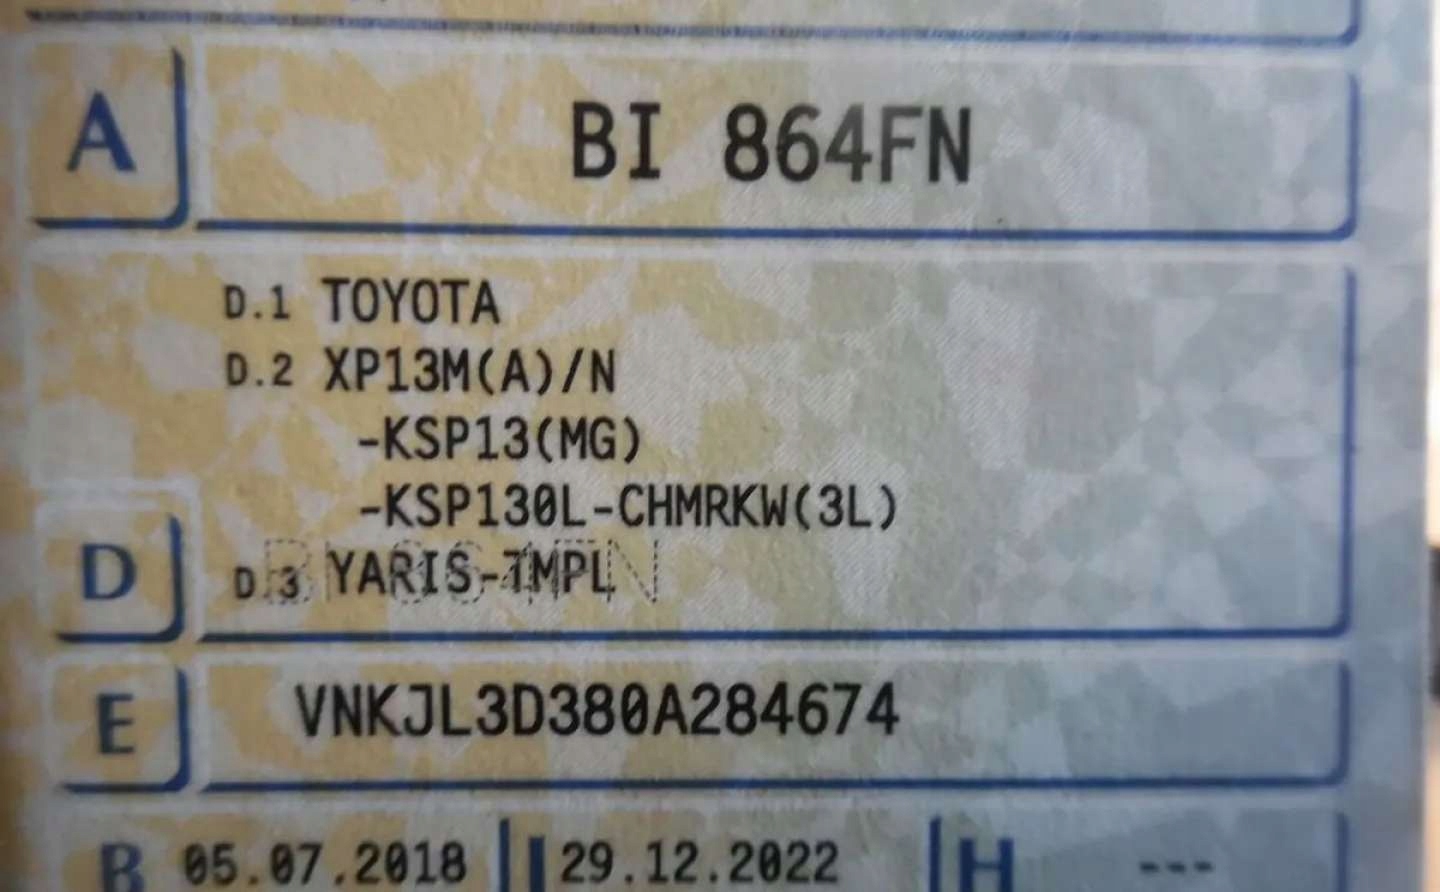 A BI 864FN
D.1 TOYOTA
D.2 XP13M(A)/N
-KSP13(MG)
-KSP130L-CHMRKW(3L)
D D.3 YARIS-TMPL
E VNKJL3D380A284674
B 05.07.2018 I 29.12.2022 H ---